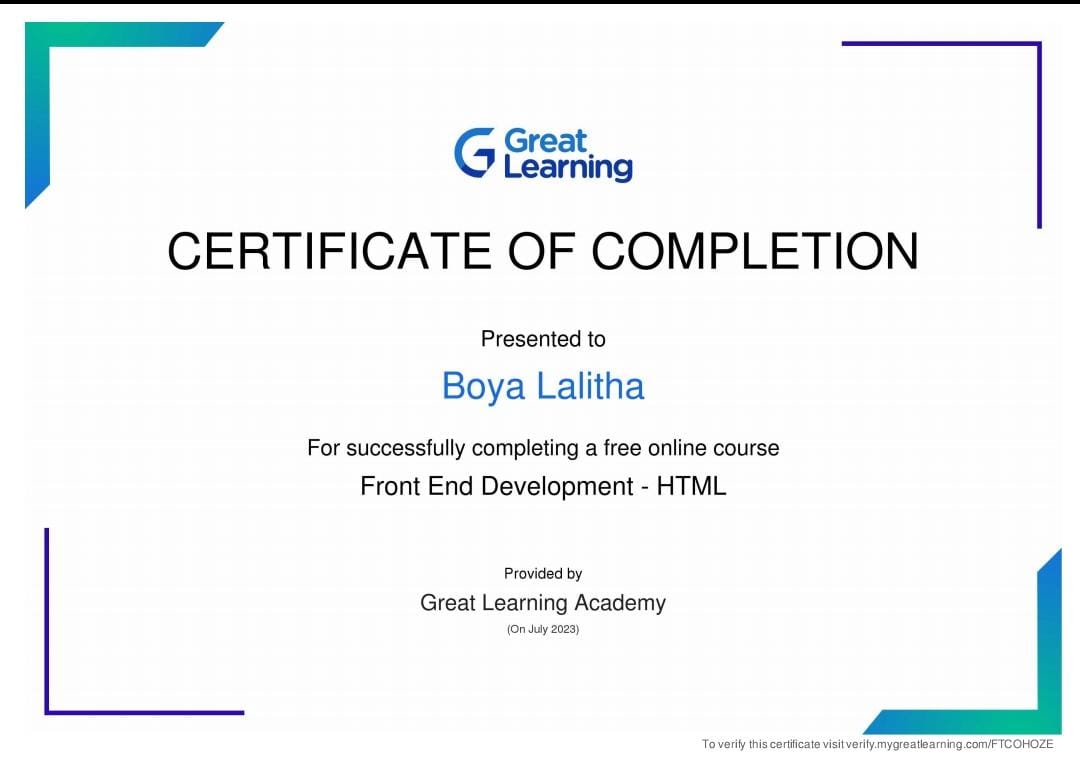 Great
Learning
CERTIFICATE OF COMPLETION
Presented to
Boya Lalitha
For successfully completing a free online course
Front End Development - HTML
Provided by
Great Learning Academy
(On July 2023)
To verify this certificate visit verify.mygreatlearning.com/FTCOHOZE